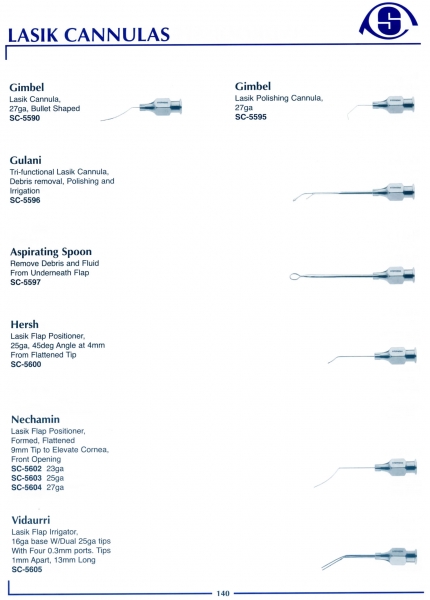 LASIK CANNULAS
S
Gimbel
Lasik Cannula,
27ga, Bullet Shaped
SC-5590
Gimbel
Lasik Polishing Cannula,
27ga
SC-5595
Gulani
Tri-functional Lasik Cannula,
Debris removal, Polishing and
Irrigation
SC-5596
Aspirating Spoon
Remove Debris and Fluid
From Underneath Flap
SC-5597
Hersh
Lasik Flap Positioner,
25ga, 45deg Angle at 4mm
From Flattened Tip
SC-5600
Nechamin
Lasik Flap Positioner,
Formed, Flattened
9mm Tip to Elevate Cornea,
Front Opening
SC-5602 23ga
SC-5603 25ga
SC-5604 27ga
Vidaurri
Lasik Flap Irrigator,
16ga base W/Dual 25ga tips
With Four 0.3mm ports. Tips
1mm Apart, 13mm Long
SC-5605
140